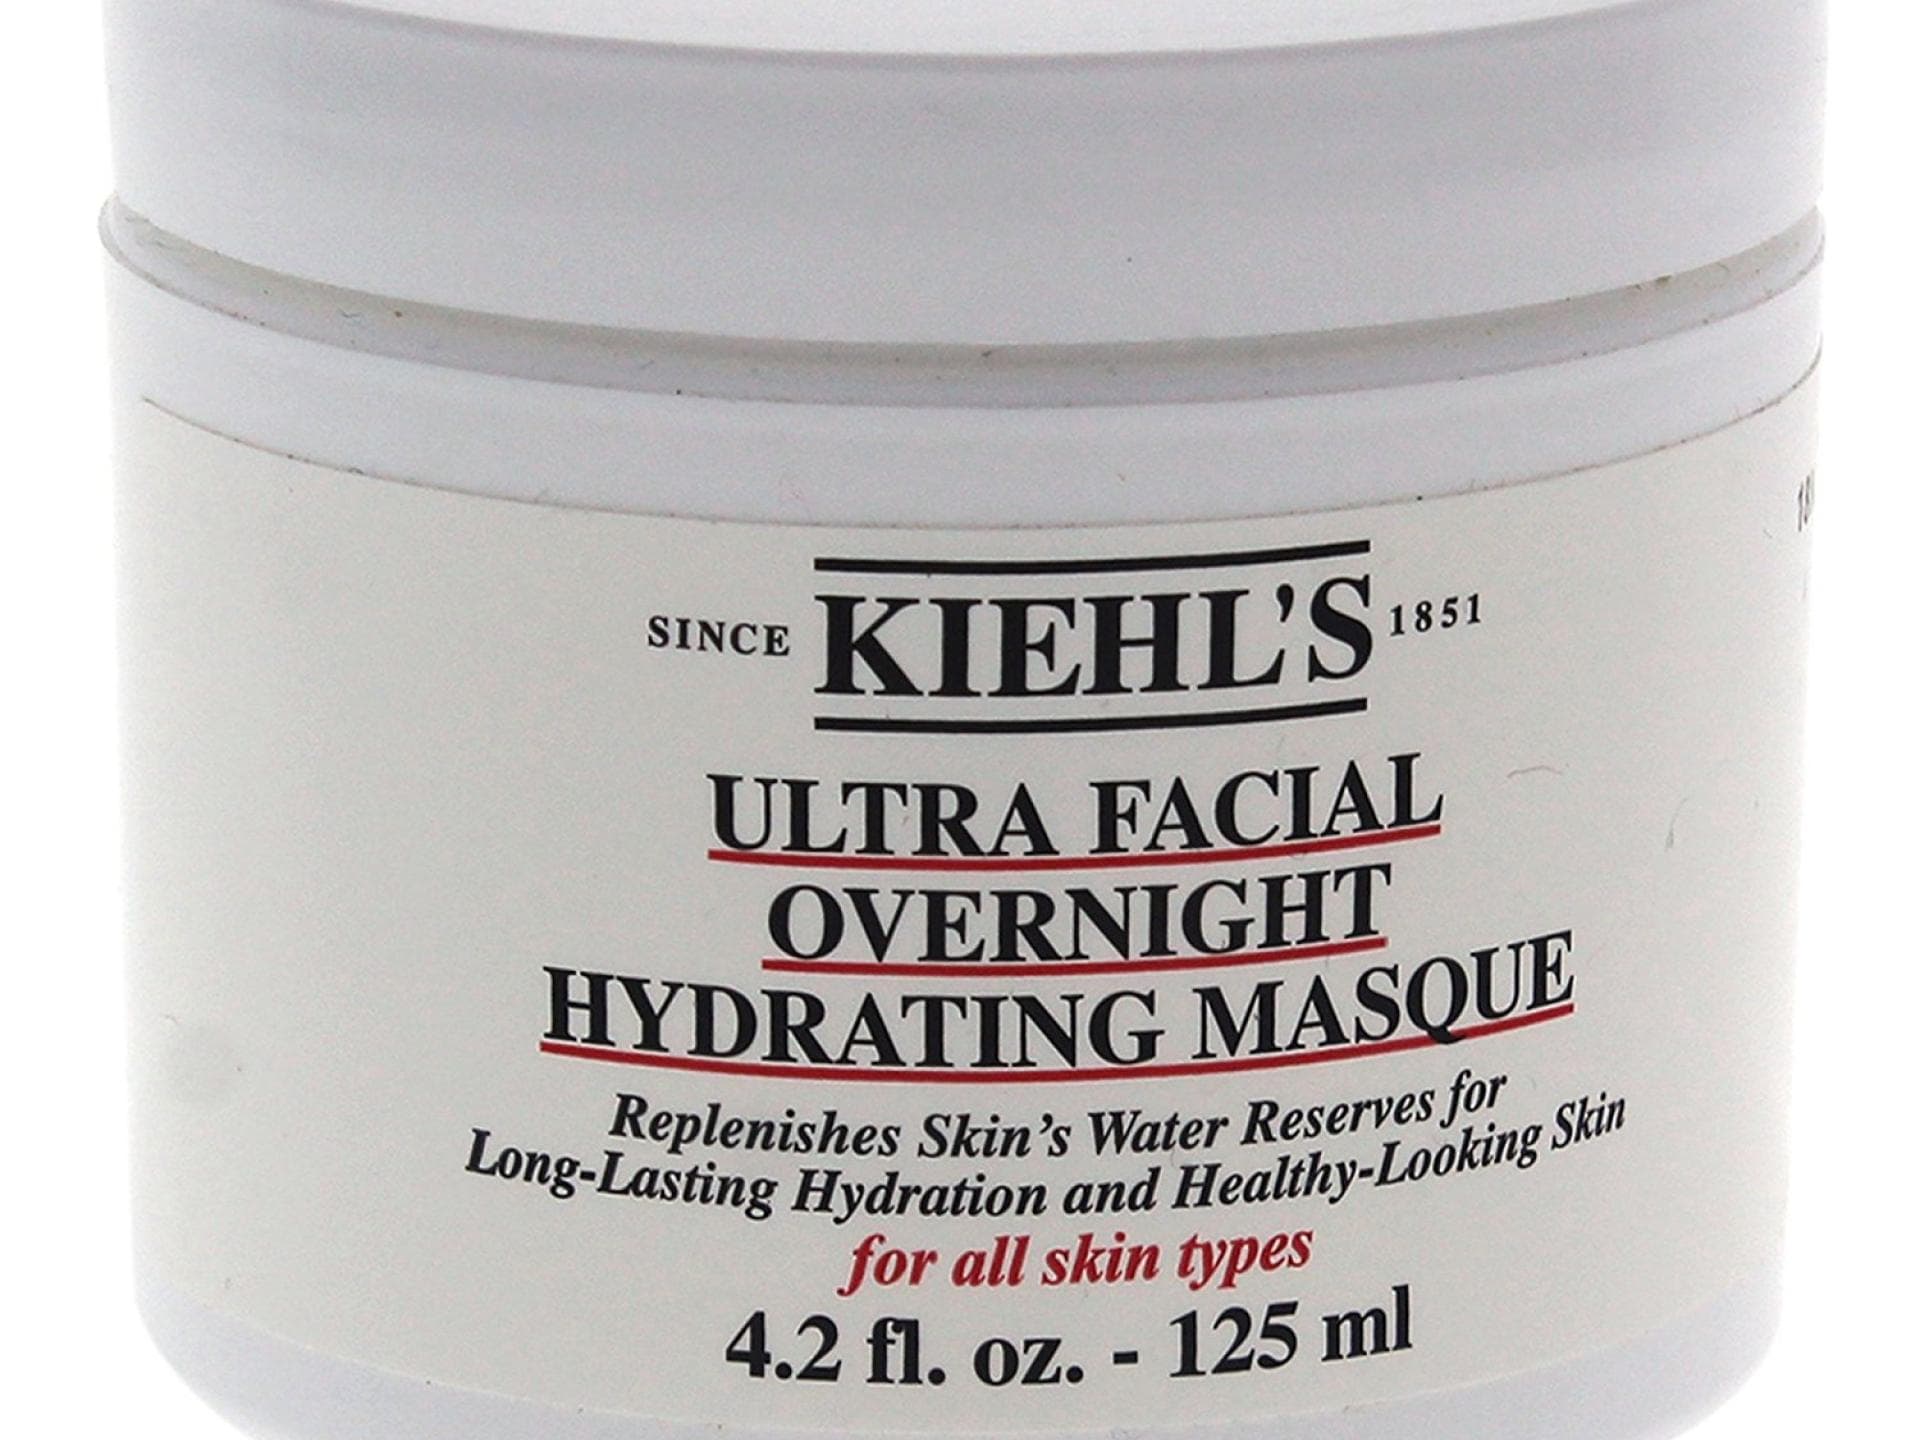 SINCE KIEHL'S 1851
ULTRA FACIAL
OVERNIGHT
HYDRATING MASQUE
Replenishes Skin's Water Reserves for
Long-Lasting Hydration and Healthy-Looking Skin
for all skin types
4.2 fl. oz. - 125 ml